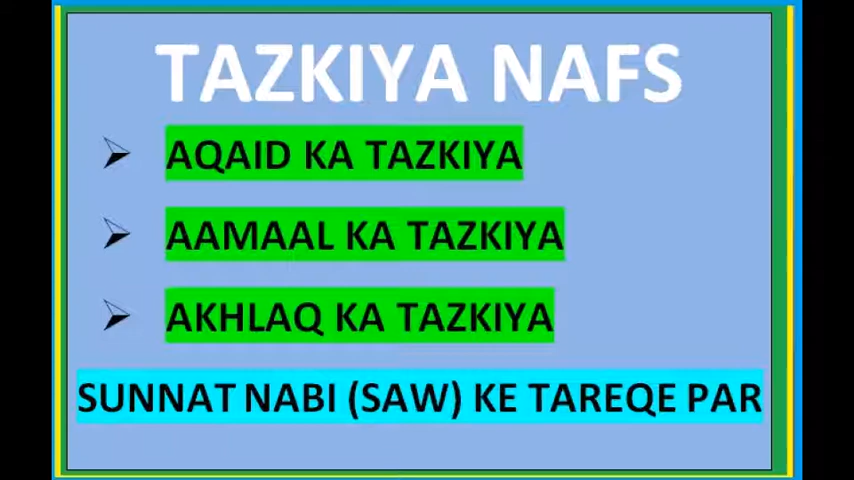 TAZKIYA NAFS
AQAID KA TAZKIYA
AAMAAL KA TAZKIYA
AKHLAQ KA TAZKIYA
SUNNAT NABI (SAW) KE TAREQE PAR